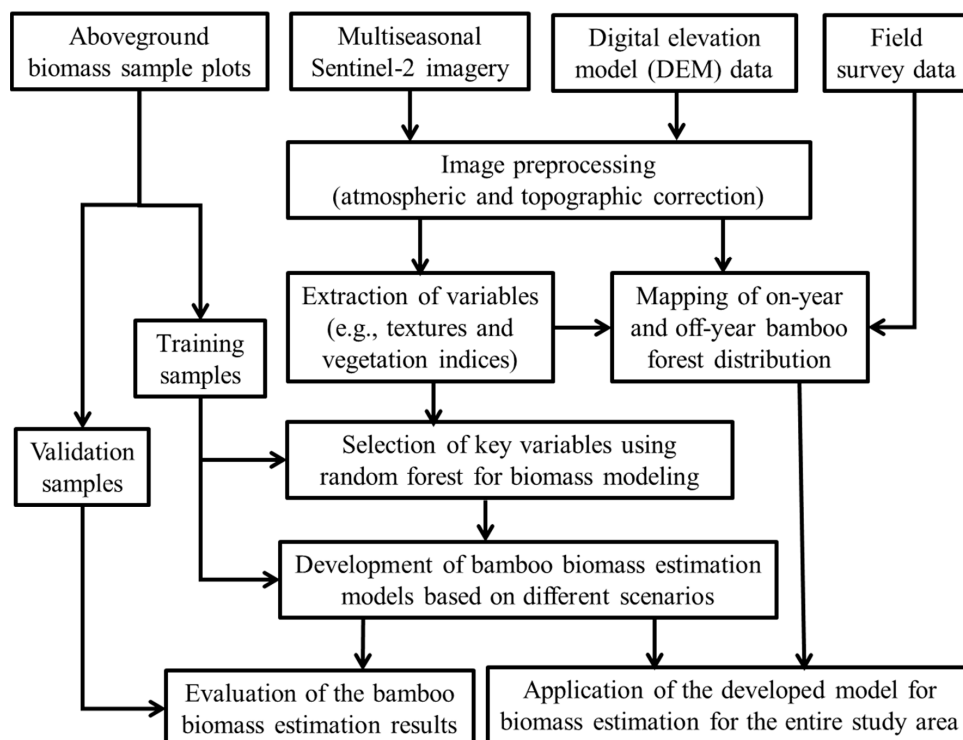 Aboveground
biomass sample plots
Multiseasonal
Sentinel-2 imagery
Digital elevation
model (DEM) data
Field
survey data
Image preprocessing
(atmospheric and topographic correction)
Extraction of variables
(e.g., textures and
vegetation indices)
Mapping of on-year
and off-year bamboo
forest distribution
Training
samples
Validation
samples
Selection of key variables using
random forest for biomass modeling
Development of bamboo biomass estimation
models based on different scenarios
Evaluation of the bamboo
biomass estimation results
Application of the developed model for
biomass estimation for the entire study area